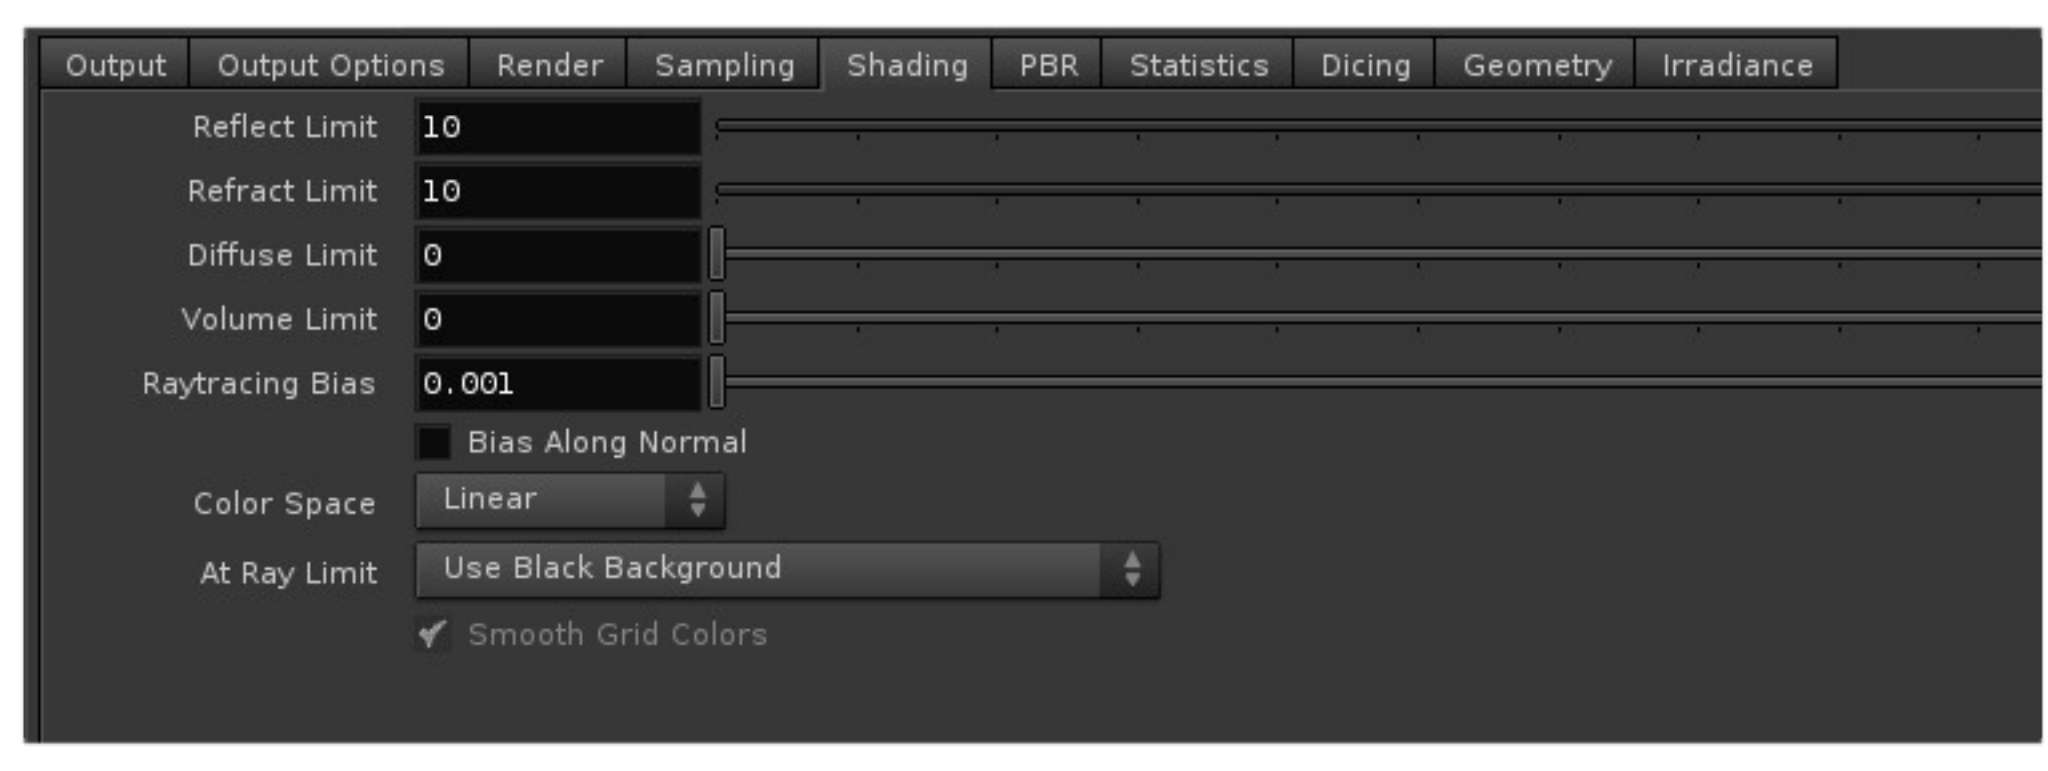 Output Output Options Render Sampling Shading PBR Statistics Dicing Geometry Irradiance
Reflect Limit 10
Refract Limit 10
Diffuse Limit 0
Volume Limit 0
Raytracing Bias 0.001
Bias Along Normal
Color Space Linear
At Ray Limit Use Black Background
Smooth Grid Colors